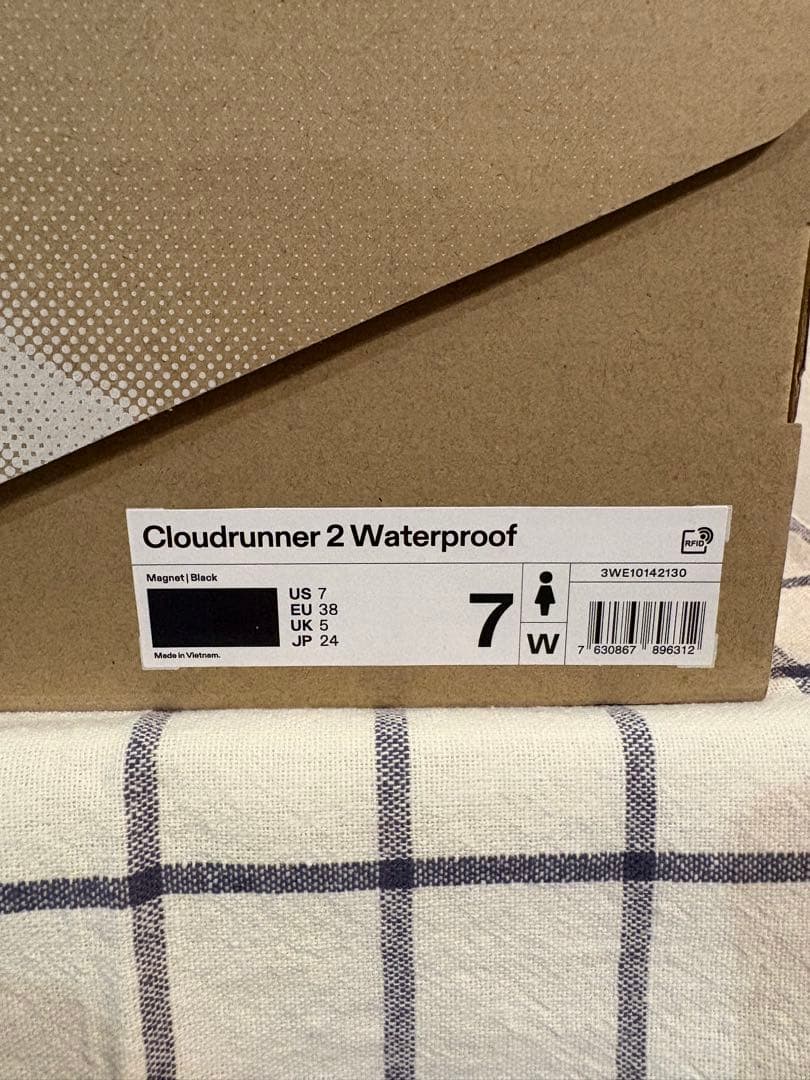 Cloudrunner 2 Waterproof
RFID
Magnet | Black
US 7
EU 38
UK 5
JP 24
Made in Vietnam.
7
W
3WE10142130
7 630867 896312